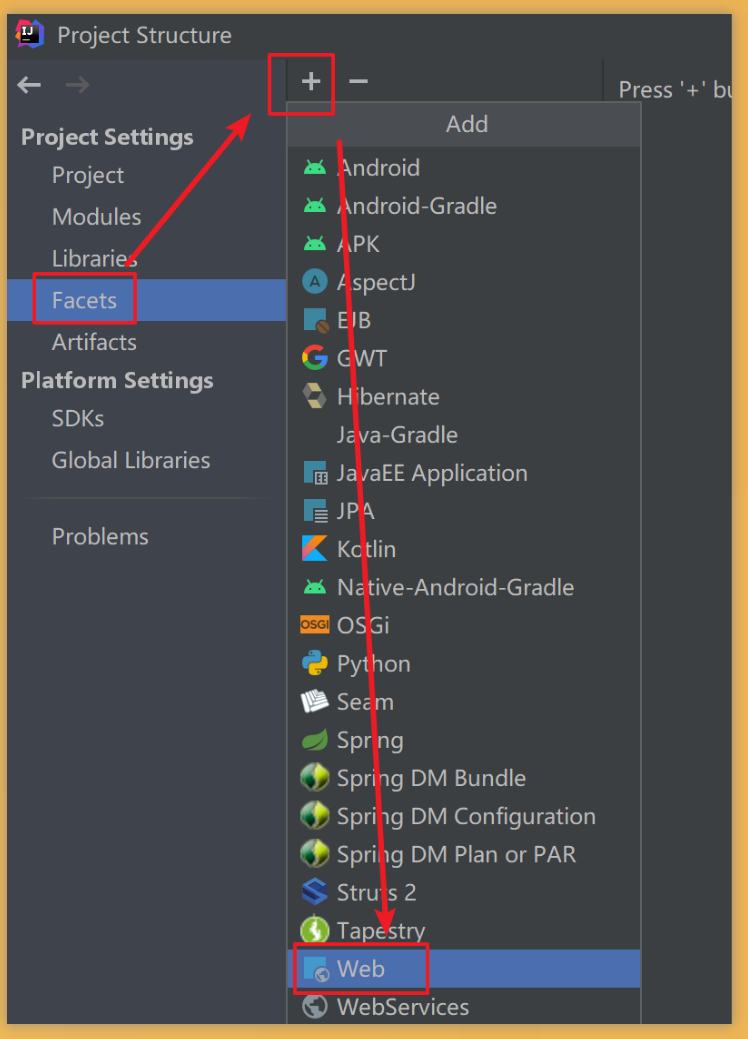 Project Structure
Press '+' bu
Project Settings
Project
Modules
Libraries
Facets
Artifacts
Platform Settings
SDKs
Global Libraries
Problems
Add
Android
Android-Gradle
APK
AspectJ
EJB
GWT
Hibernate
Java-Gradle
JavaEE Application
JPA
Kotlin
Native-Android-Gradle
OSGi
Python
Seam
Spring
Spring DM Bundle
Spring DM Configuration
Spring DM Plan or PAR
Struts 2
Tapestry
Web
WebServices